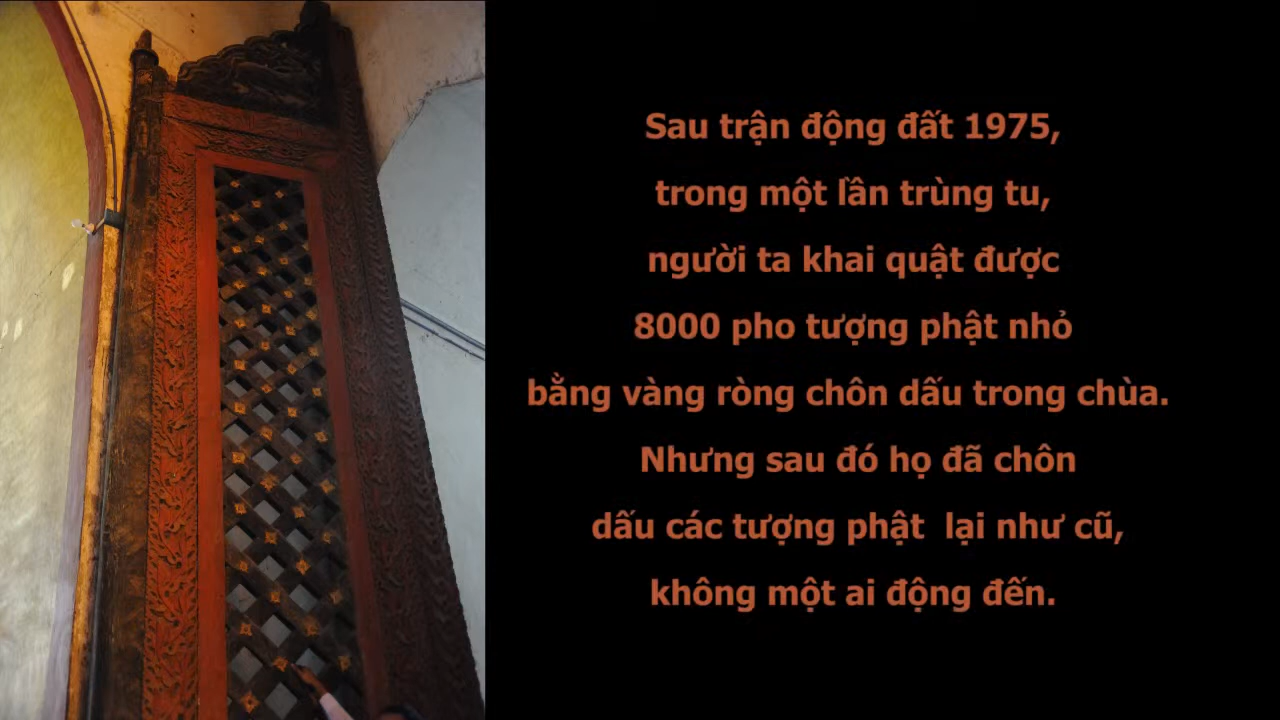 Sau trận động đất 1975,
trong một lần trùng tu,
người ta khai quật được
8000 pho tượng phật nhỏ
bằng vàng ròng chôn dấu trong chùa.
Nhưng sau đó họ đã chôn
dấu các tượng phật lại như cũ,
không một ai động đến.